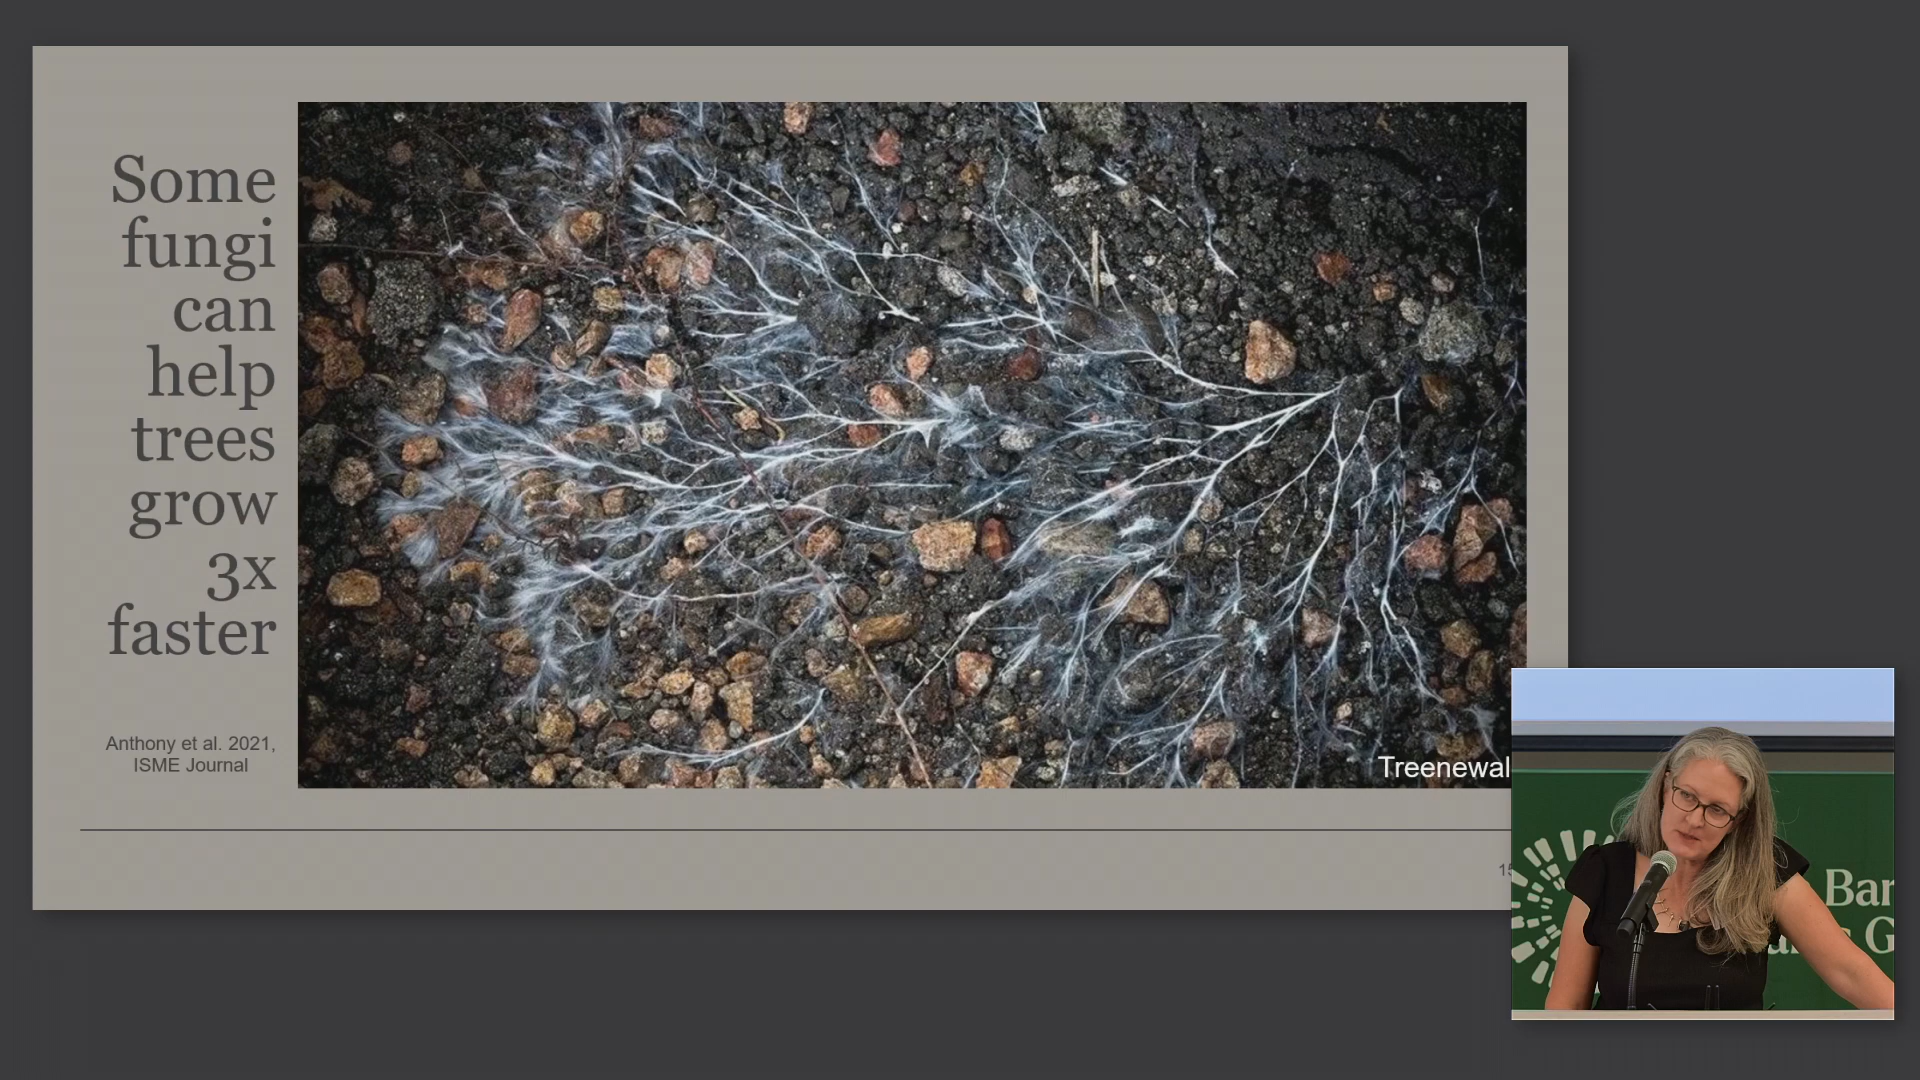 Some
fungi
can
help
trees
grow
3x
faster
Anthony et al. 2021,
ISME Journal
Treenewal